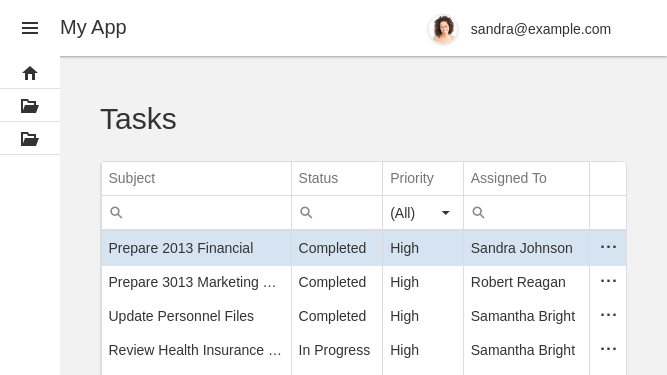 My App
sandra@example.com
Tasks
Subject Status Priority Assigned To
(All)
Prepare 2013 Financial Completed High Sandra Johnson
Prepare 3013 Marketing … Completed High Robert Reagan
Update Personnel Files Completed High Samantha Bright
Review Health Insurance … In Progress High Samantha Bright